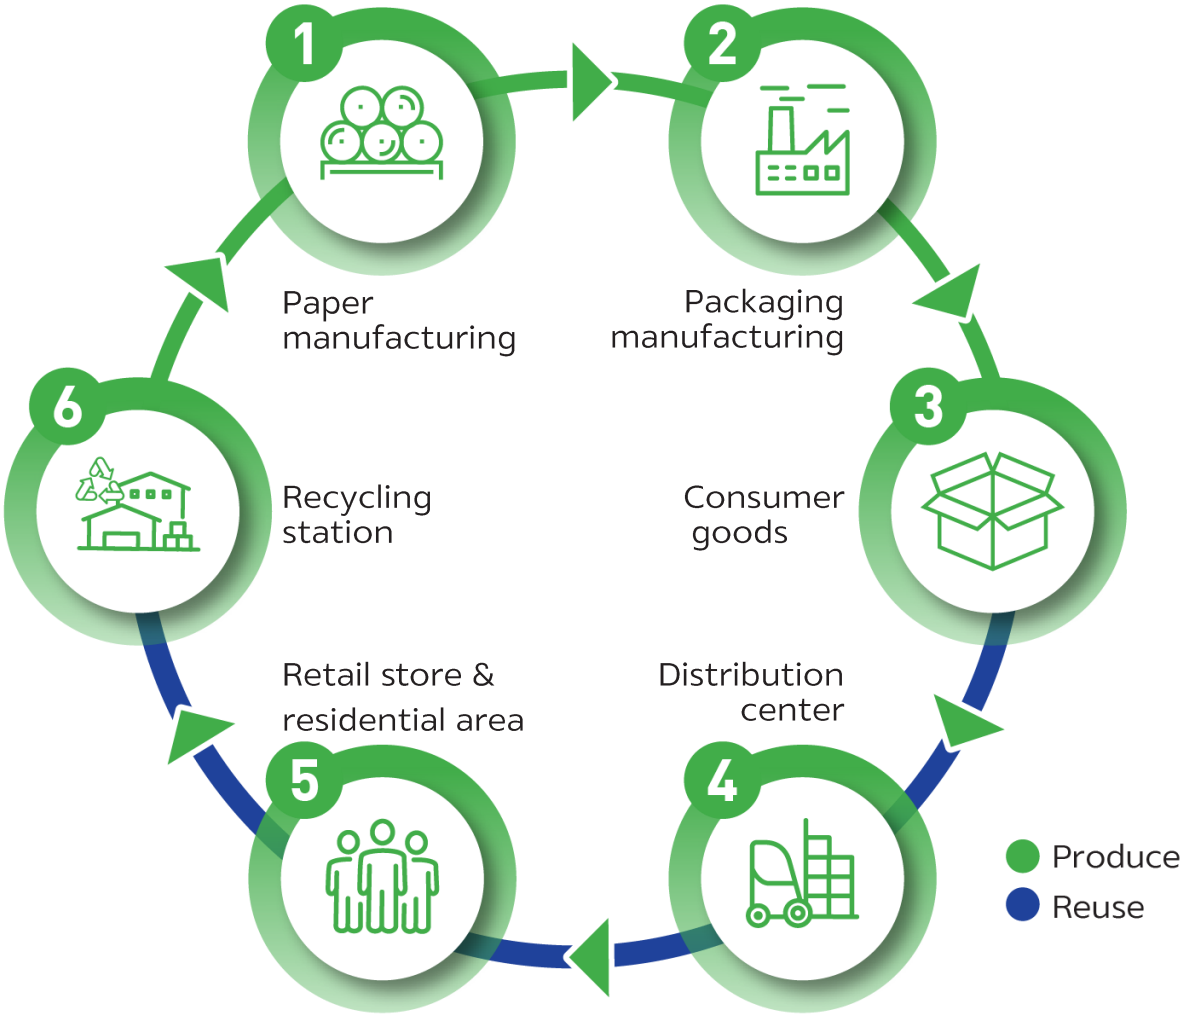 1
Paper
manufacturing
2
Packaging
manufacturing
3
Consumer
goods
4
Distribution
center
5
Retail store &
residential area
6
Recycling
station
Produce
Reuse